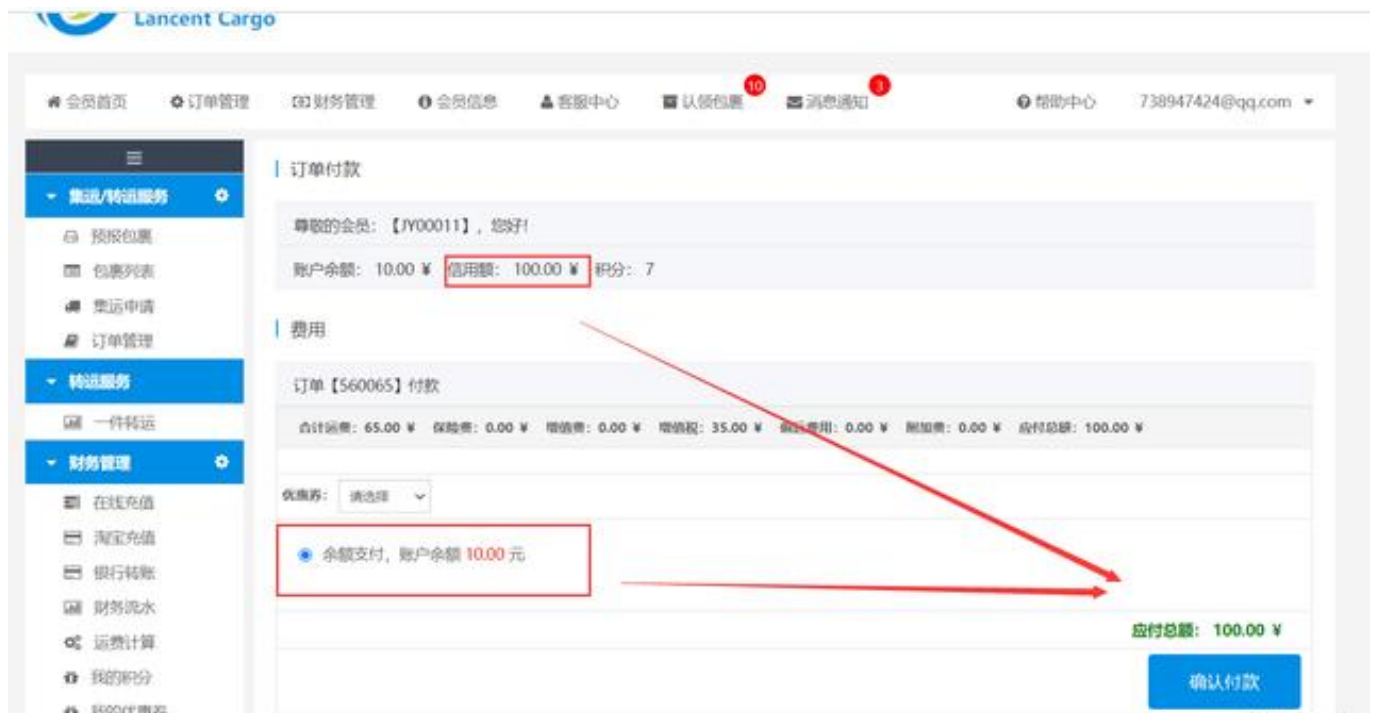 Lancent Cargo
会员首页 订单管理 财务管理 会员信息 客服中心 认领包裹 10 消息通知 3 帮助中心 738947424@qq.com
集运/转运服务
预报包裹
包裹列表
集运申请
订单管理
转运服务
一件转运
财务管理
在线充值
淘宝充值
银行转账
财务流水
运费计算
我的积分
我的优惠券
订单付款
尊敬的会员：【JY00011】，您好！
账户余额： 10.00 ¥ 信用额： 100.00 ¥ 积分： 7
费用
订单【560065】付款
合计运费：65.00 ¥ 保险费：0.00 ¥ 增值费：0.00 ¥ 增值税：35.00 ¥ 费用：0.00 ¥ 附加费：0.00 ¥ 应付总额：100.00 ¥
优惠券： 请选择
余额支付，账户余额 10.00 元
应付总额： 100.00 ¥
确认付款